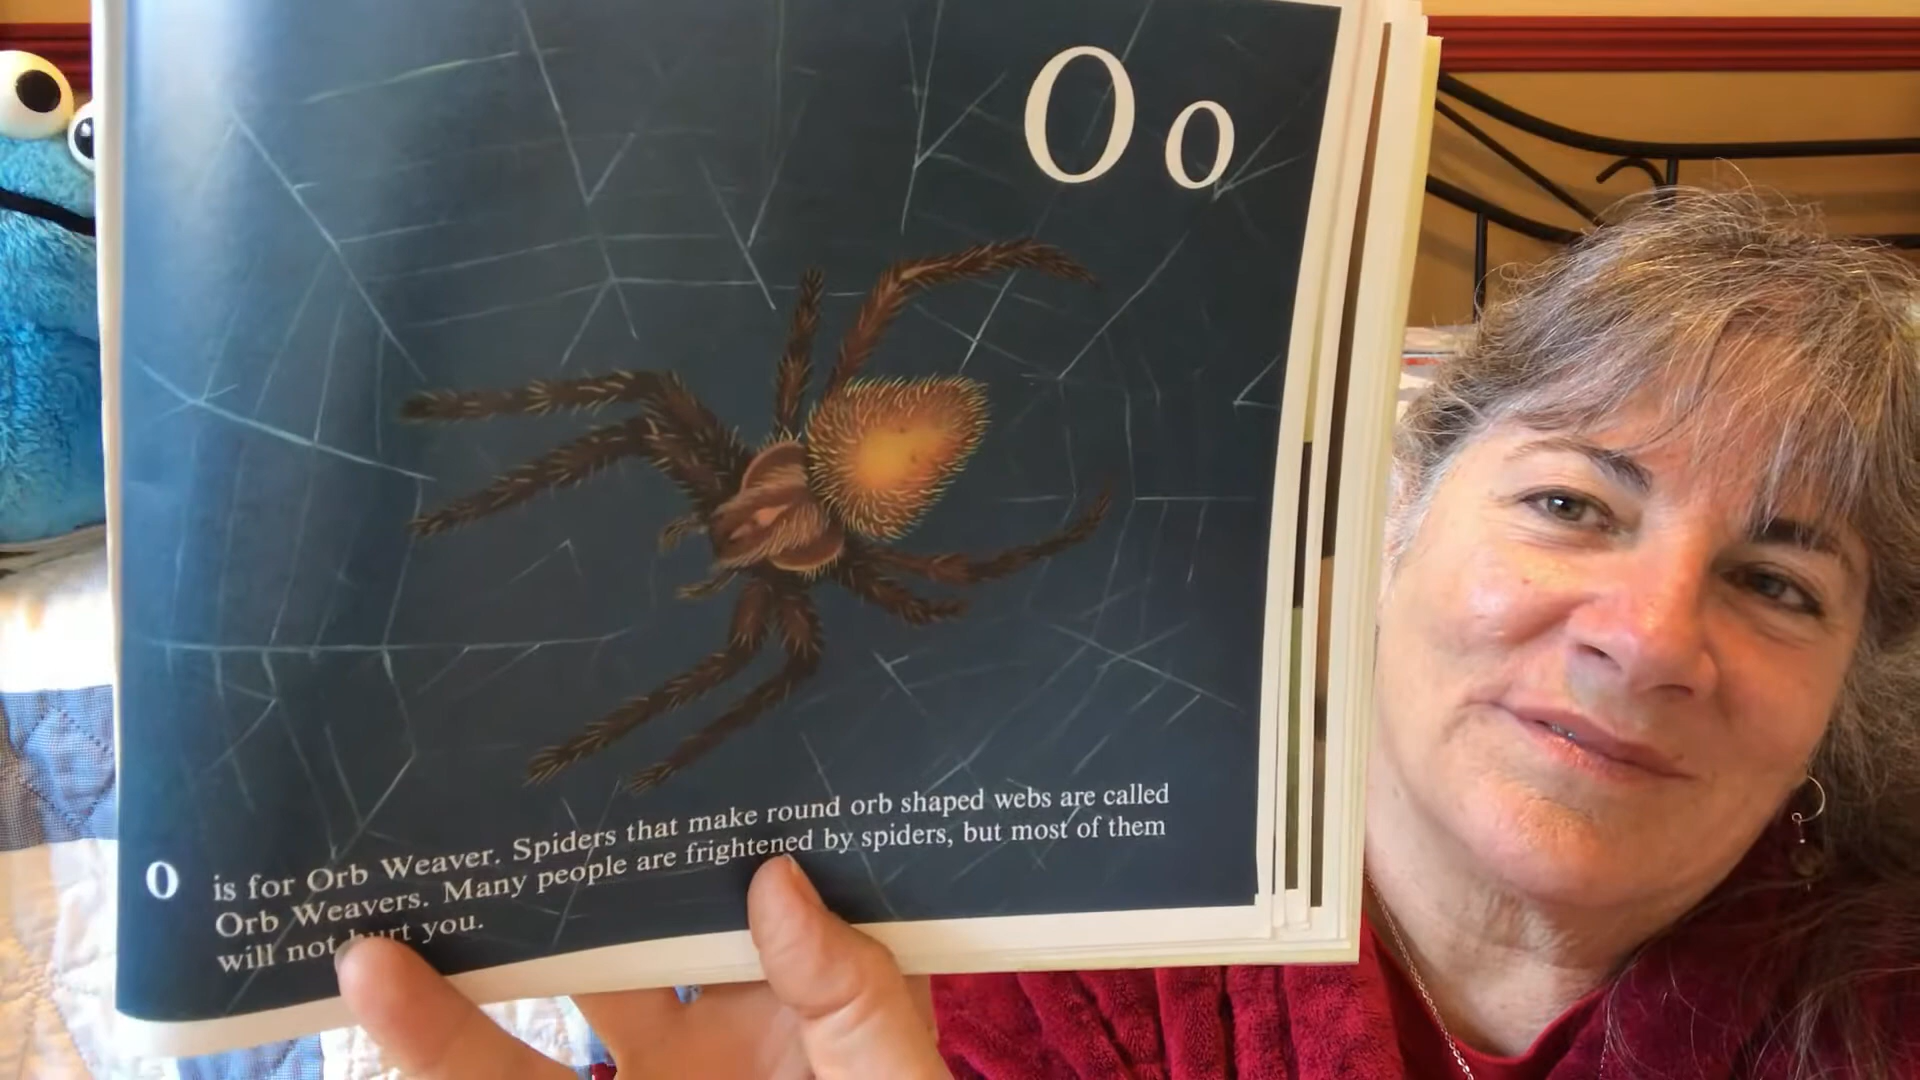 O o
O is for Orb Weaver. Spiders that make round orb shaped webs are called
Orb Weavers. Many people are frightened by spiders, but most of them
will not hurt you.